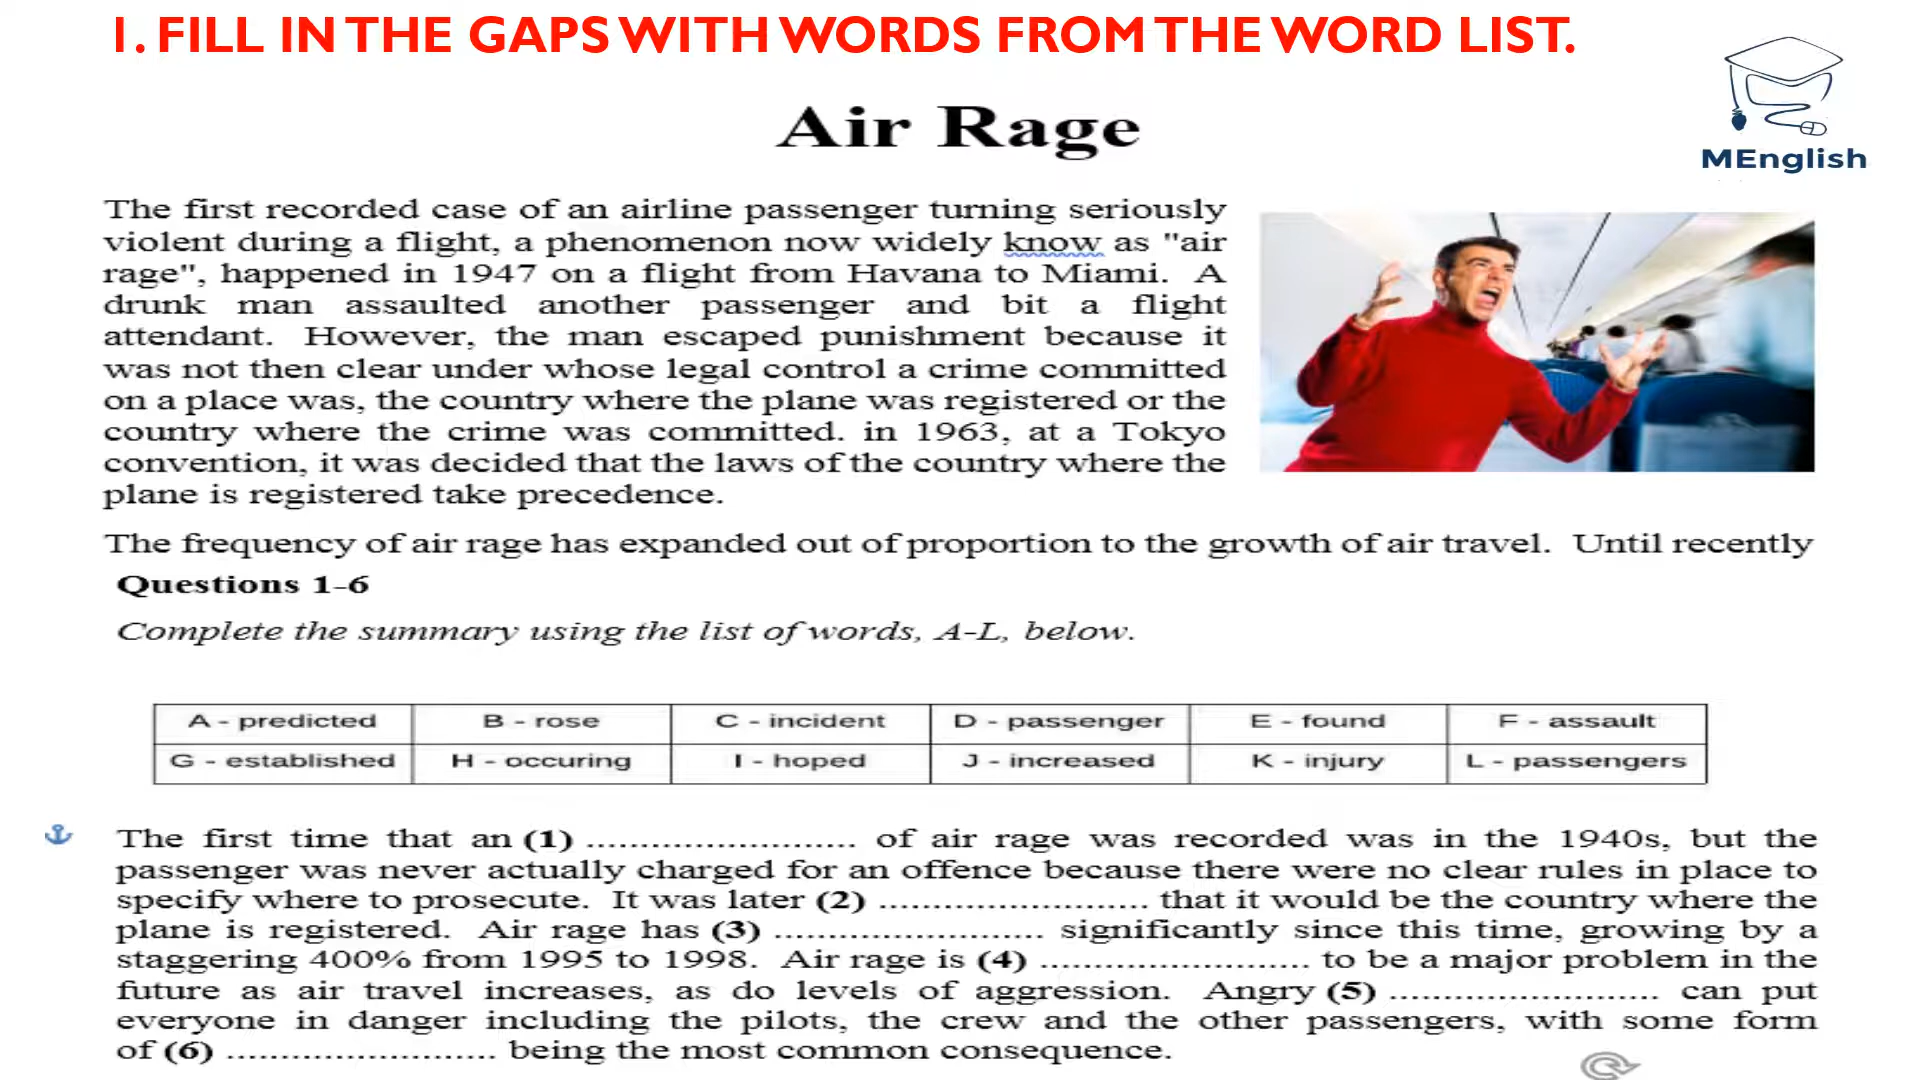 1. FILL IN THE GAPS WITH WORDS FROM THE WORD LIST.
MEnglish
Air Rage
The first recorded case of an airline passenger turning seriously
violent during a flight, a phenomenon now widely know as "air
rage", happened in 1947 on a flight from Havana to Miami. A
drunk man assaulted another passenger and bit a flight
attendant. However, the man escaped punishment because it
was not then clear under whose legal control a crime committed
on a place was, the country where the plane was registered or the
country where the crime was committed. in 1963, at a Tokyo
convention, it was decided that the laws of the country where the
plane is registered take precedence.
The frequency of air rage has expanded out of proportion to the growth of air travel. Until recently
Questions 1-6
Complete the summary using the list of words, A-L, below.
A - predicted B - rose C - incident D - passenger E - found F - assault
G - established H - occuring I - hoped J - increased K - injury L - passengers
The first time that an (1) ......................... of air rage was recorded was in the 1940s, but the
passenger was never actually charged for an offence because there were no clear rules in place to
specify where to prosecute. It was later (2) ......................... that it would be the country where the
plane is registered. Air rage has (3) ......................... significantly since this time, growing by a
staggering 400% from 1995 to 1998. Air rage is (4) ......................... to be a major problem in the
future as air travel increases, as do levels of aggression. Angry (5) ......................... can put
everyone in danger including the pilots, the crew and the other passengers, with some form
of (6) ......................... being the most common consequence.